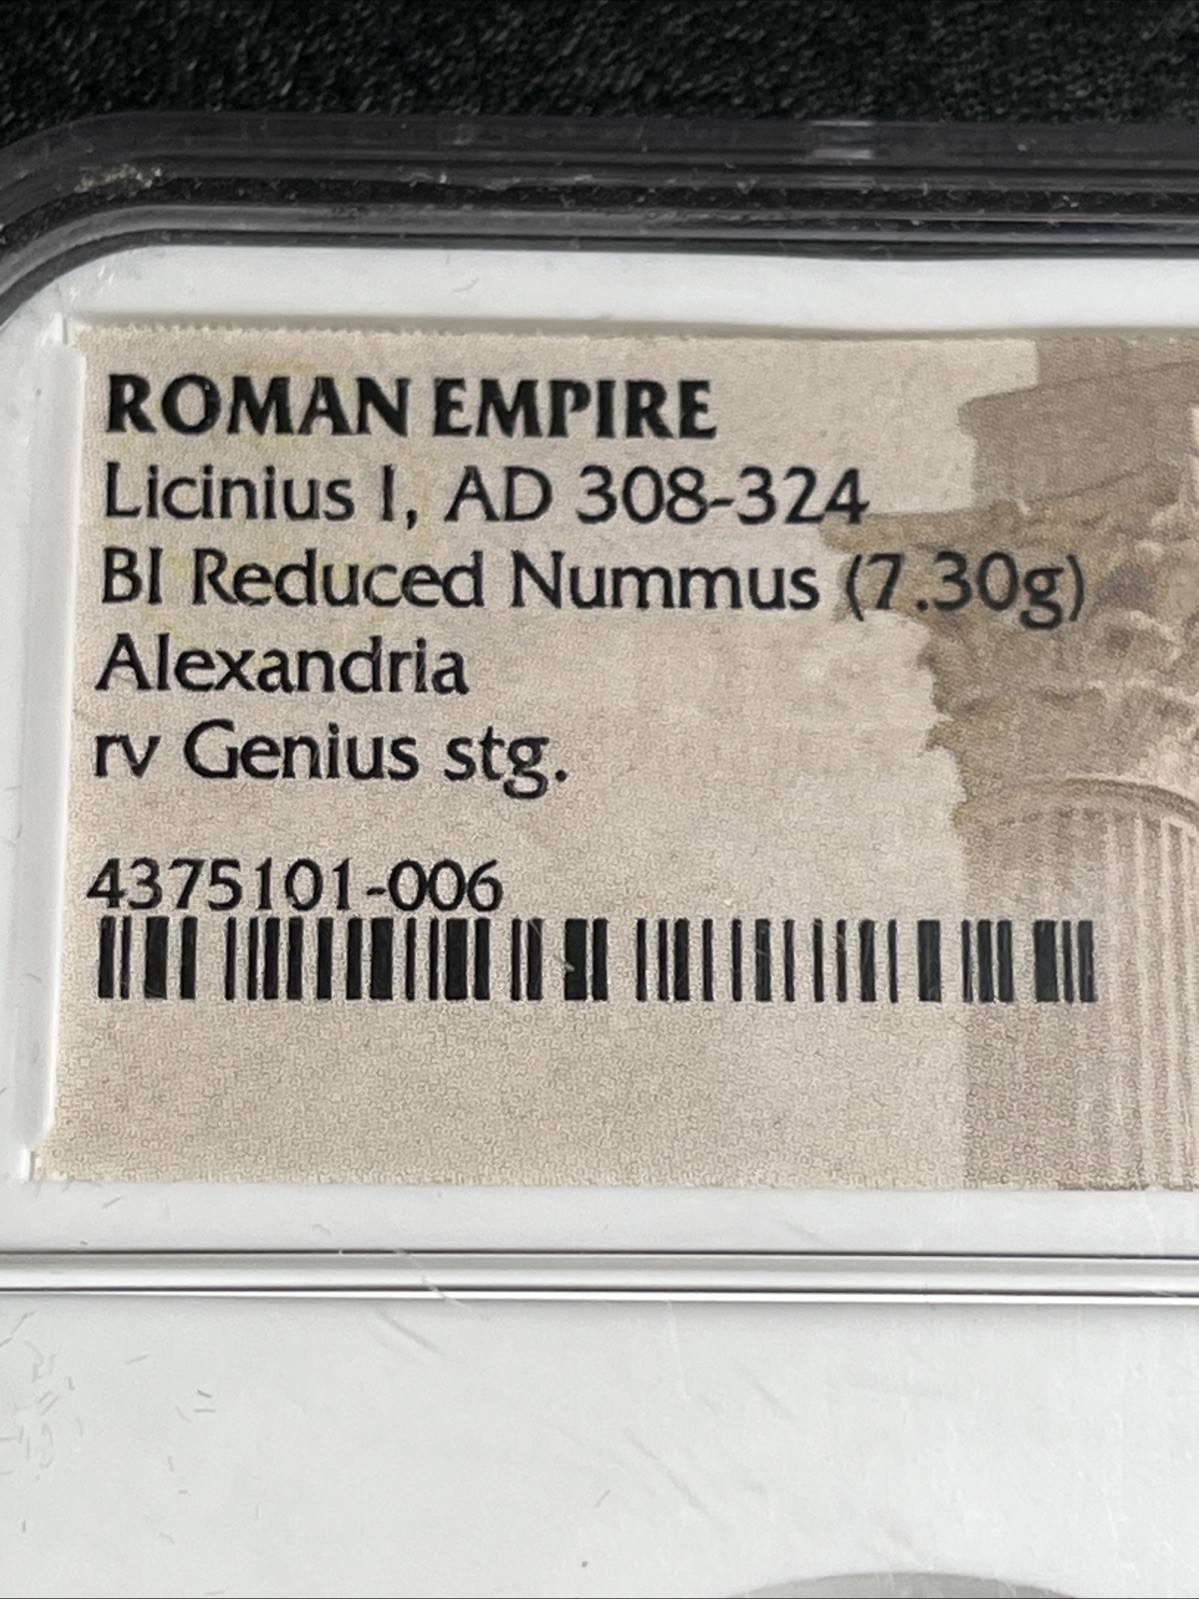 ROMAN EMPIRE
Licinius I, AD 308-324
BI Reduced Nummus (7.30g)
Alexandria
rv Genius stg.
4375101-006